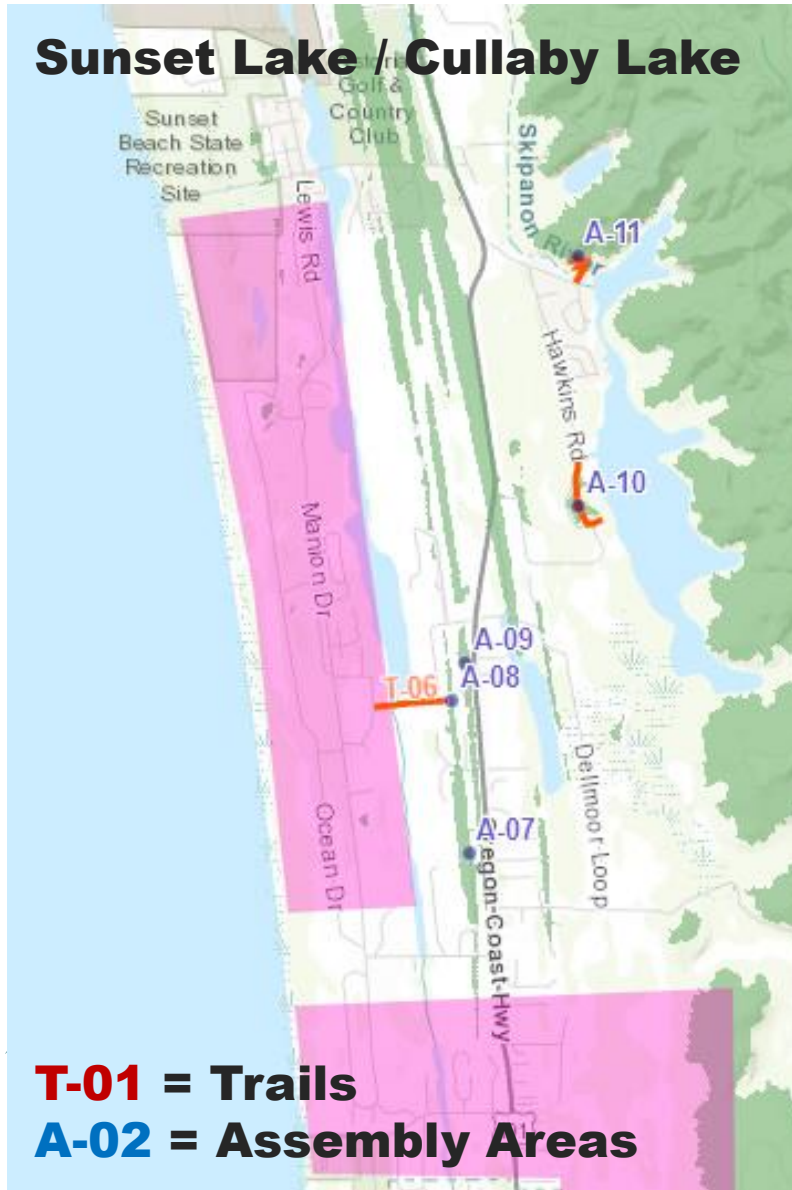 Sunset Lake / Cullaby Lake
Golf &
Country
Club
Sunset
Beach State
Recreation
Site
Skipanon River
Lewis Rd
A-11
Hawkins Rd
A-10
Manion Dr
A-09
A-08
T-06
Dellmoor Loop
A-07
Ocean Dr
egon-Coast-Hwy
T-01 = Trails
A-02 = Assembly Areas